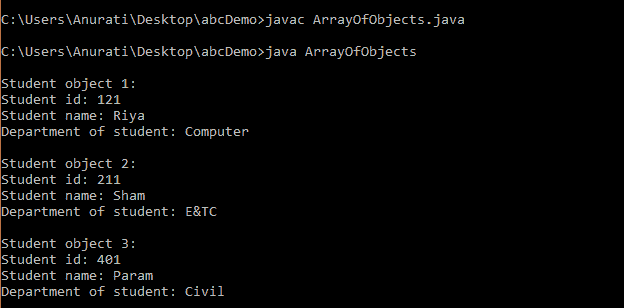 C:\Users\Anurati\Desktop\abcDemo>javac ArrayOfObjects.java
C:\Users\Anurati\Desktop\abcDemo>java ArrayOfObjects
Student object 1:
Student id: 121
Student name: Riya
Department of student: Computer
Student object 2:
Student id: 211
Student name: Sham
Department of student: E&TC
Student object 3:
Student id: 401
Student name: Param
Department of student: Civil